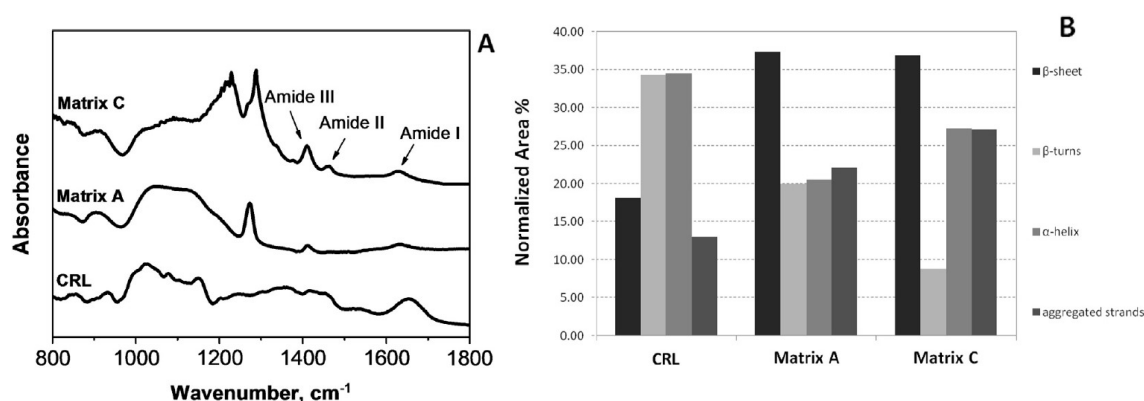 A
Matrix C
Amide III
Amide II
Amide I
Matrix A
CRL
Absorbance
800 1000 1200 1400 1600 1800
Wavenumber, cm-1
B
40.00
35.00
30.00
25.00
20.00
15.00
10.00
5.00
0.00
Normalized Area %
CRL Matrix A Matrix C
β-sheet
β-turns
α-helix
aggregated strands